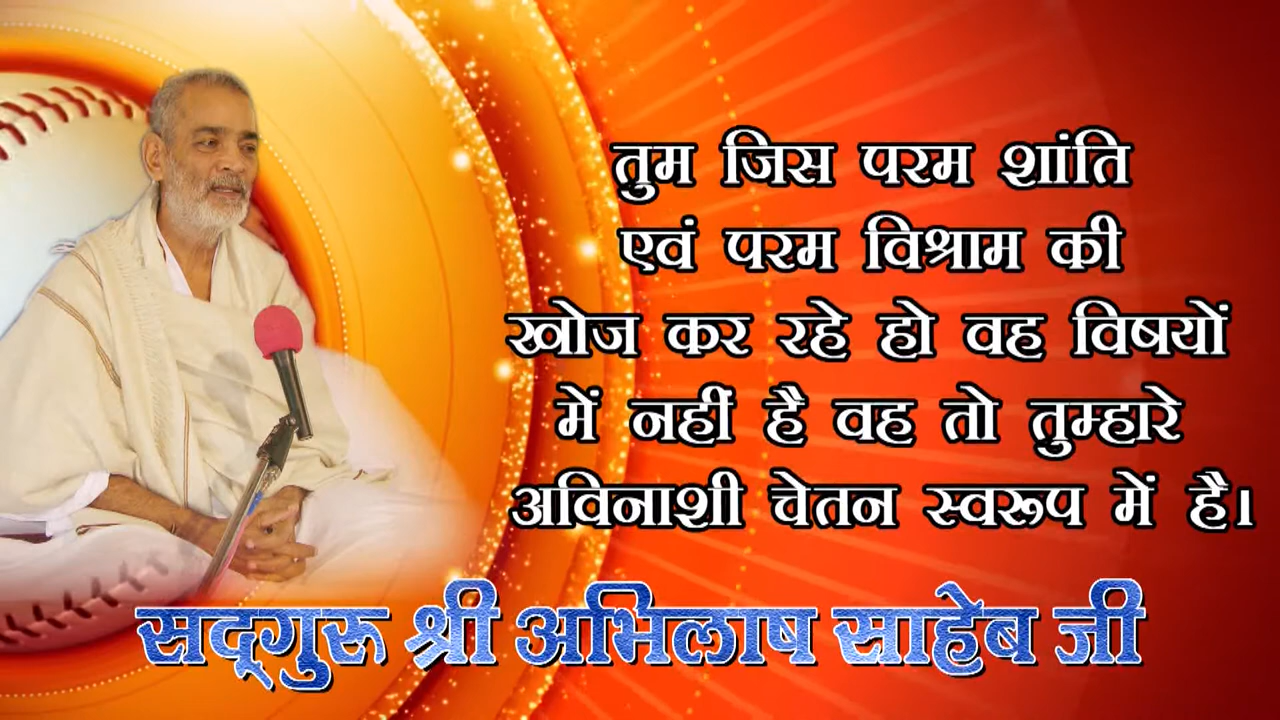 तुम जिस परम शांति
एवं परम विश्राम की
खोज कर रहे हो वह विषयों
में नहीं है वह तो तुम्हारे
अविनाशी चेतन स्वरूप में है।
सद्गुरू श्री अभिलाष साहेब जी